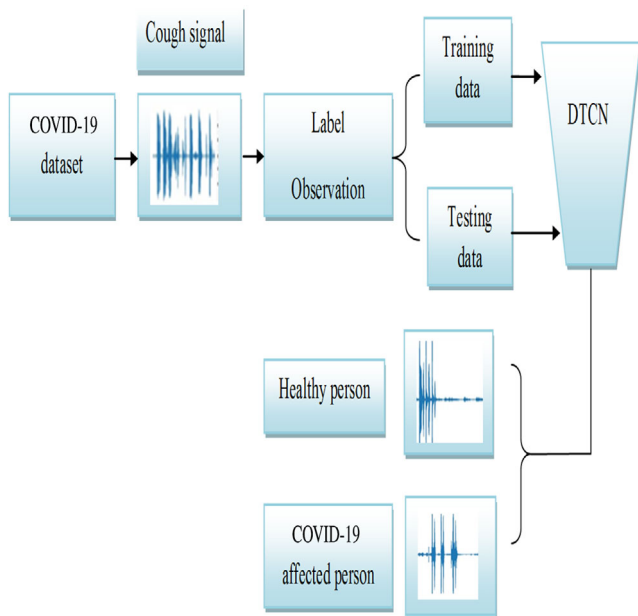 Cough signal
COVID-19
dataset
Label
Observation
Training
data
Testing
data
DTCN
Healthy person
COVID-19
affected person